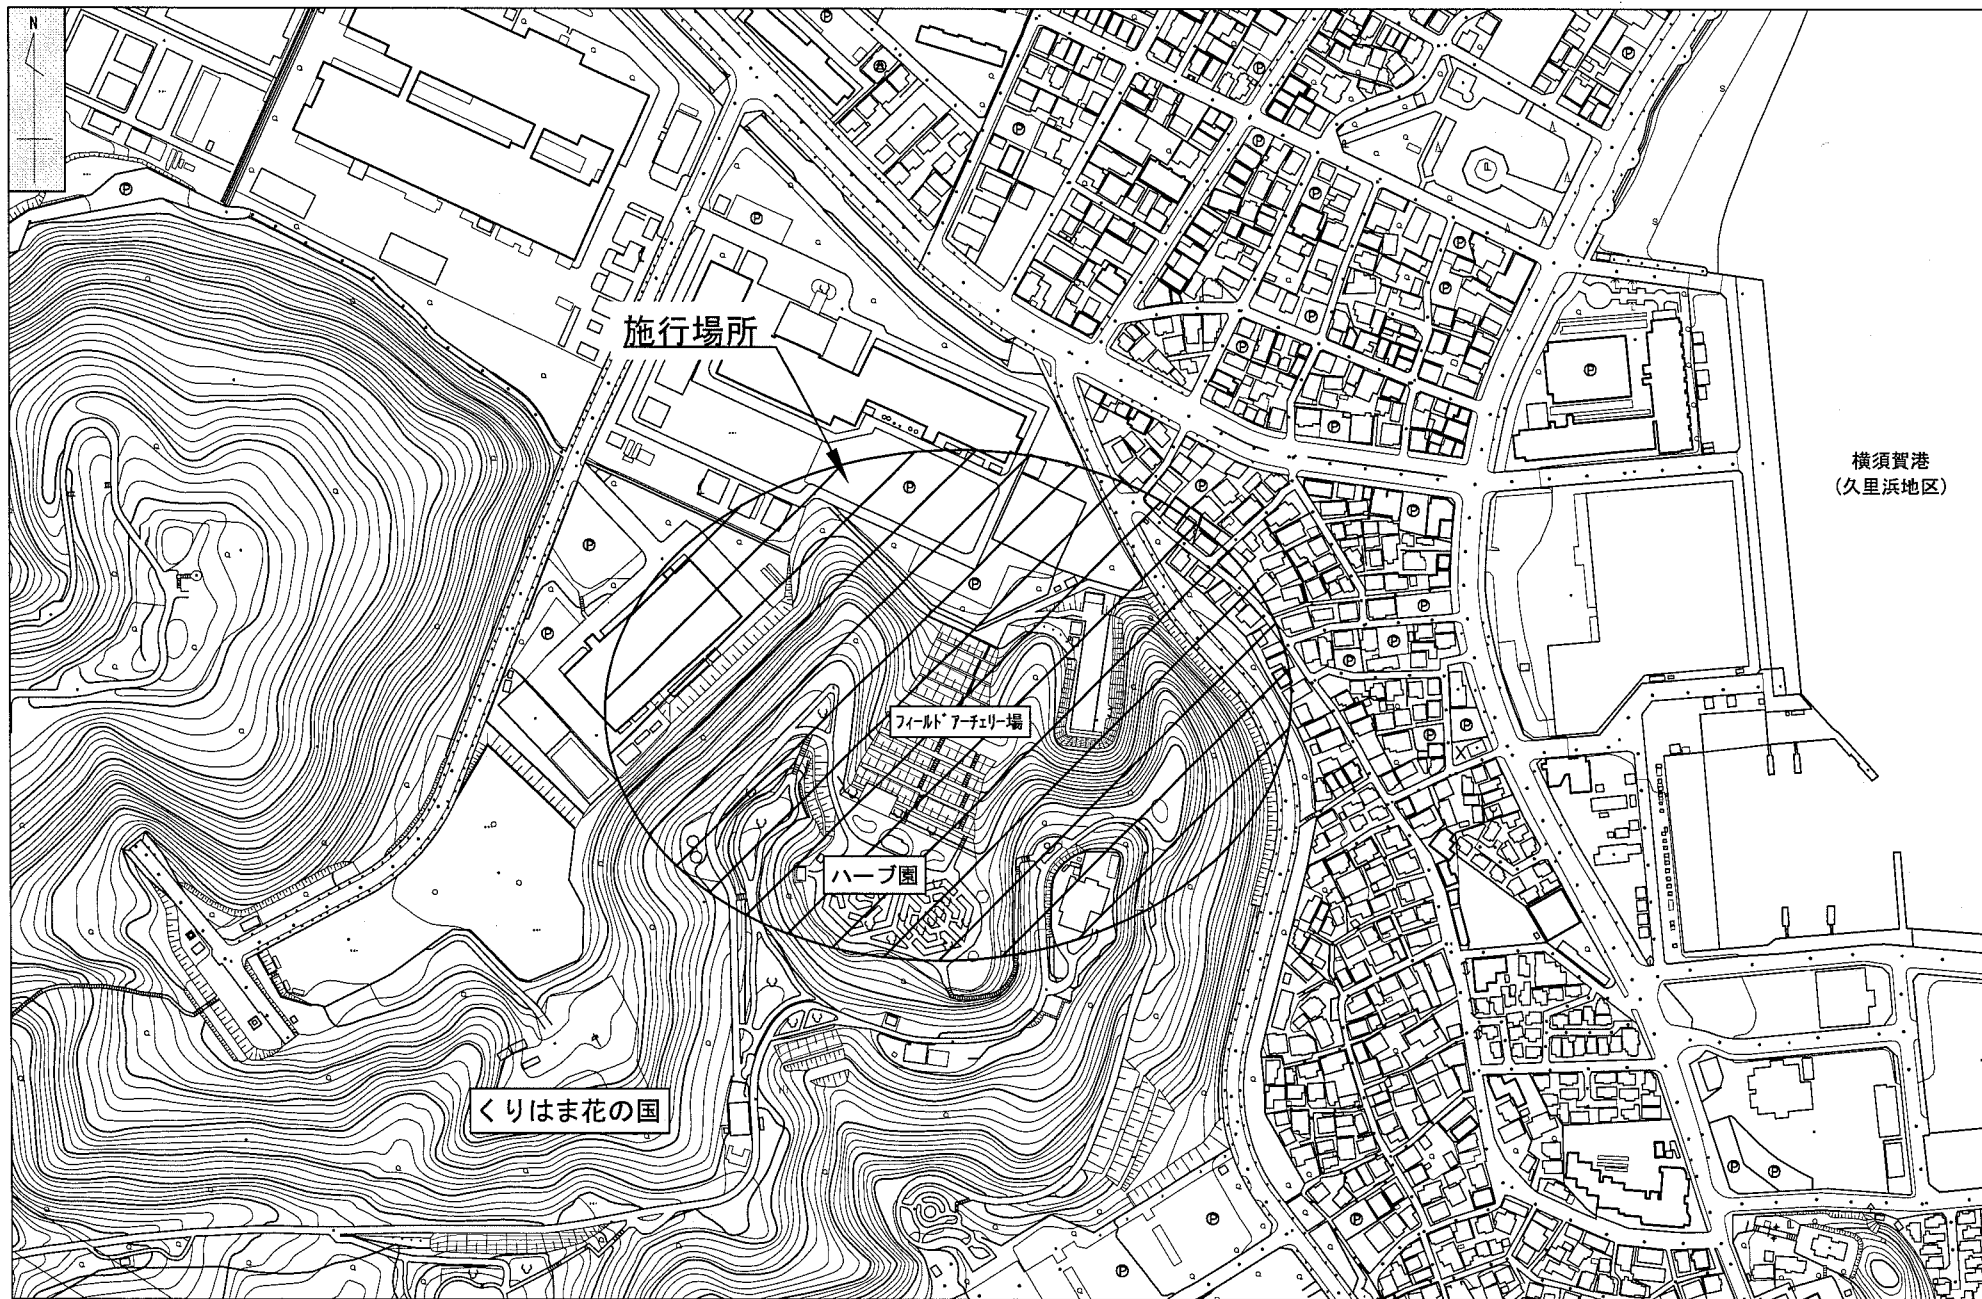 N
施行場所
横須賀港
(久里浜地区)
フィールドアーチェリー場
ハーブ園
くりはま花の国